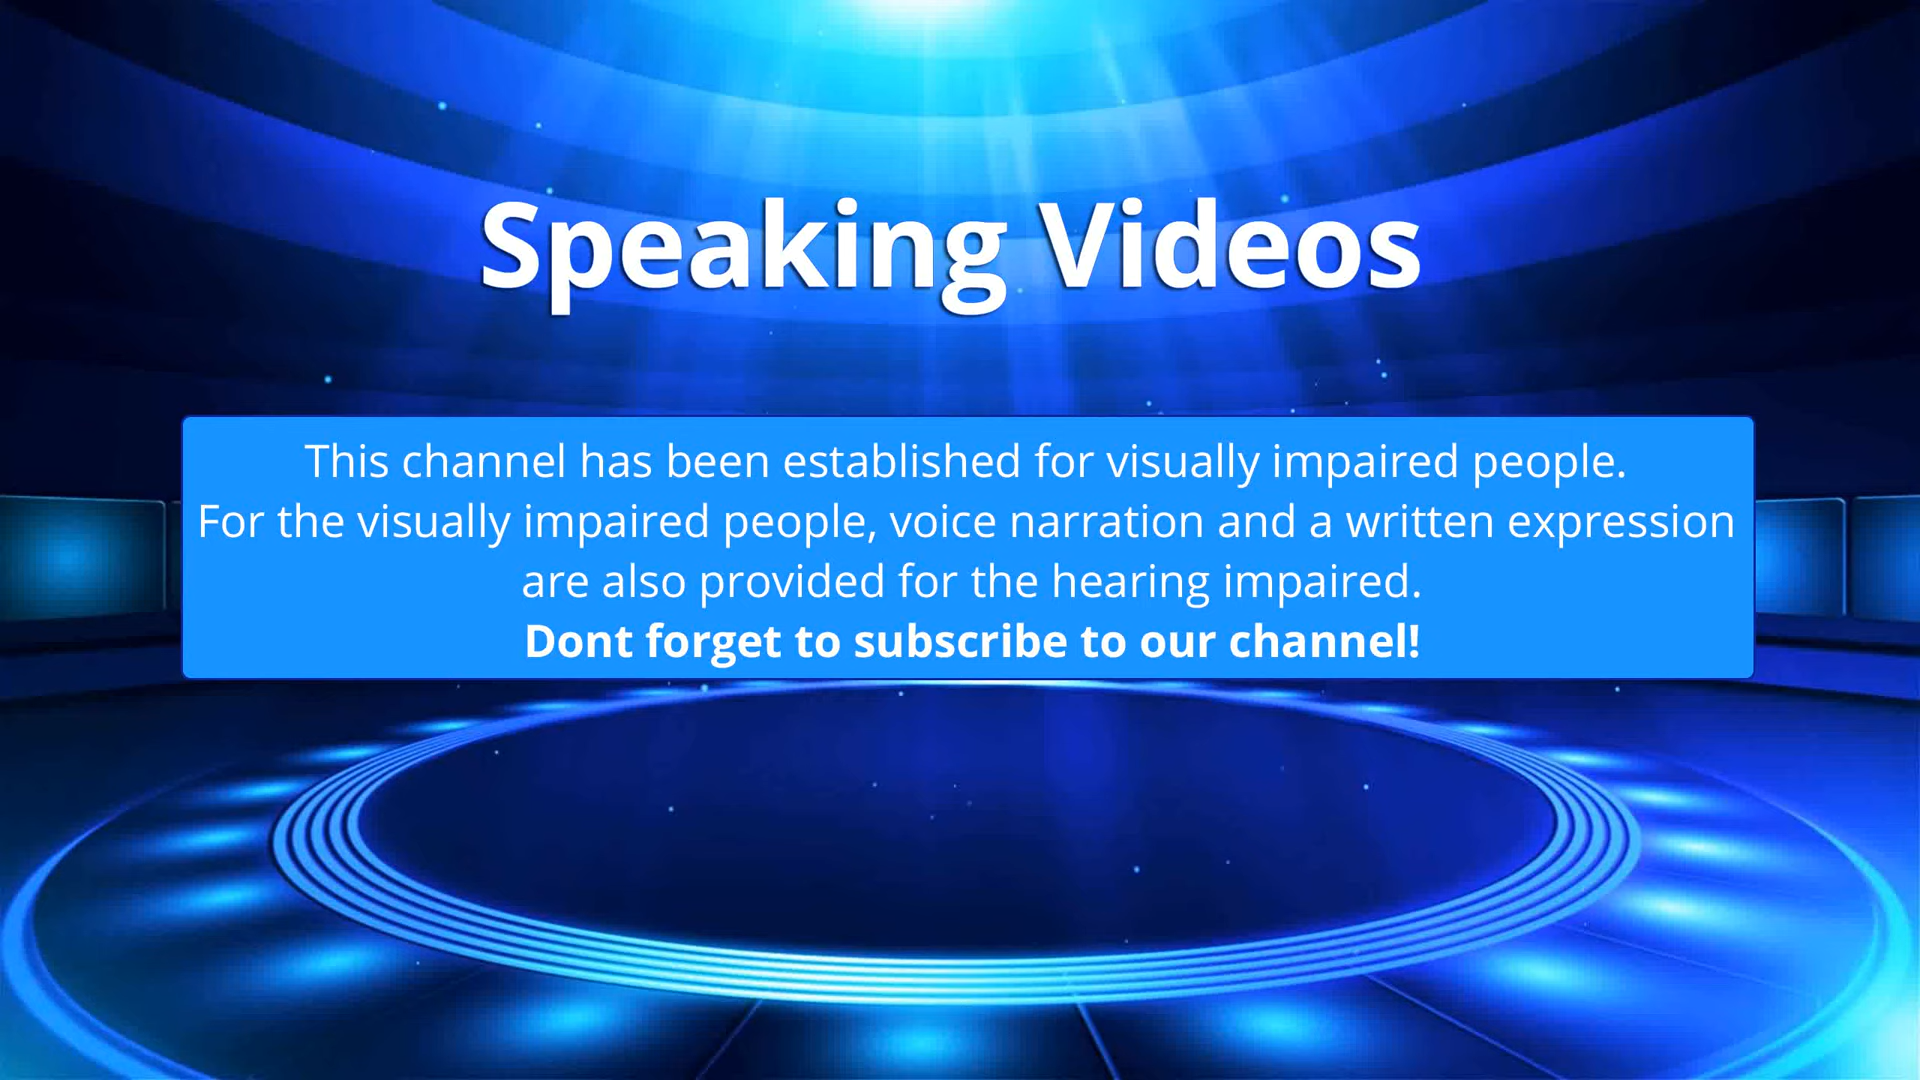 Speaking Videos
This channel has been established for visually impaired people.
For the visually impaired people, voice narration and a written expression
are also provided for the hearing impaired.
Dont forget to subscribe to our channel!